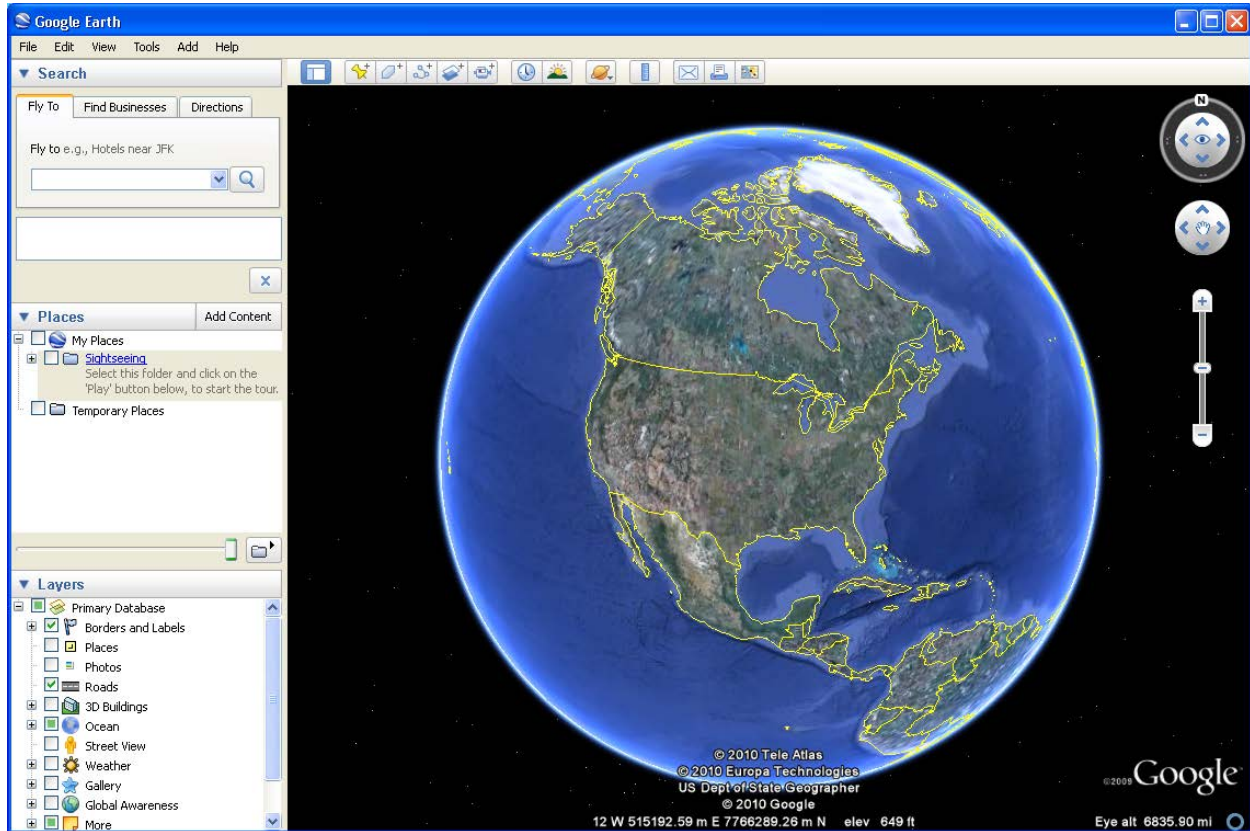 Google Earth
File Edit View Tools Add Help
Search
Fly To Find Businesses Directions
Fly to e.g., Hotels near JFK
Places Add Content
My Places
Sightseeing
Select this folder and click on the
'Play' button below, to start the tour.
Temporary Places
Layers
Primary Database
Borders and Labels
Places
Photos
Roads
3D Buildings
Ocean
Street View
Weather
Gallery
Global Awareness
More
N
© 2010 Tele Atlas
© 2010 Europa Technologies
US Dept of State Geographer
© 2010 Google
©2009 Google
12 W 515192.59 m E 7766289.26 m N elev 649 ft Eye alt 6835.90 mi